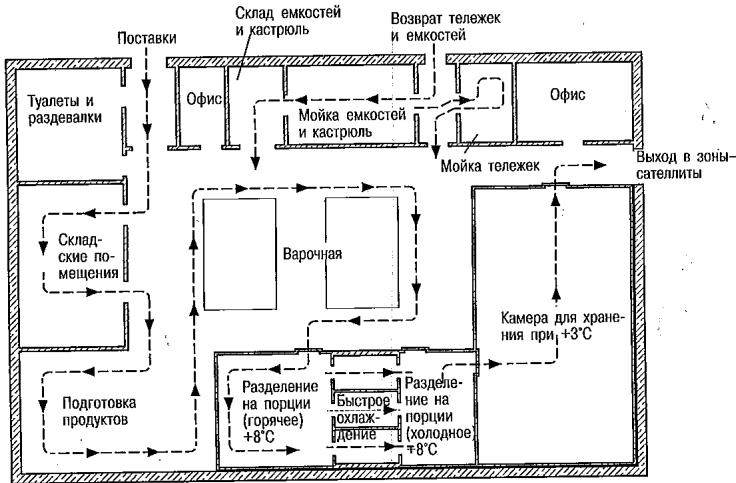 Склад емкостей
и кастрюль
Возврат тележек
и емкостей
Поставки
Туалеты и
раздевалки
Офис
Мойка емкостей
и кастрюль
Офис
Мойка тележек
Выход в зоны-
сателлиты
Склад-
ские по-
мещения
Варочная
Камера для хране-
ния при +3°С
Подготовка
продуктов
Разделение
на порции
(горячее)
+8°С
Быстрое
охлаж-
дение
Разделе-
ние на
порции
(холодное)
+8°С